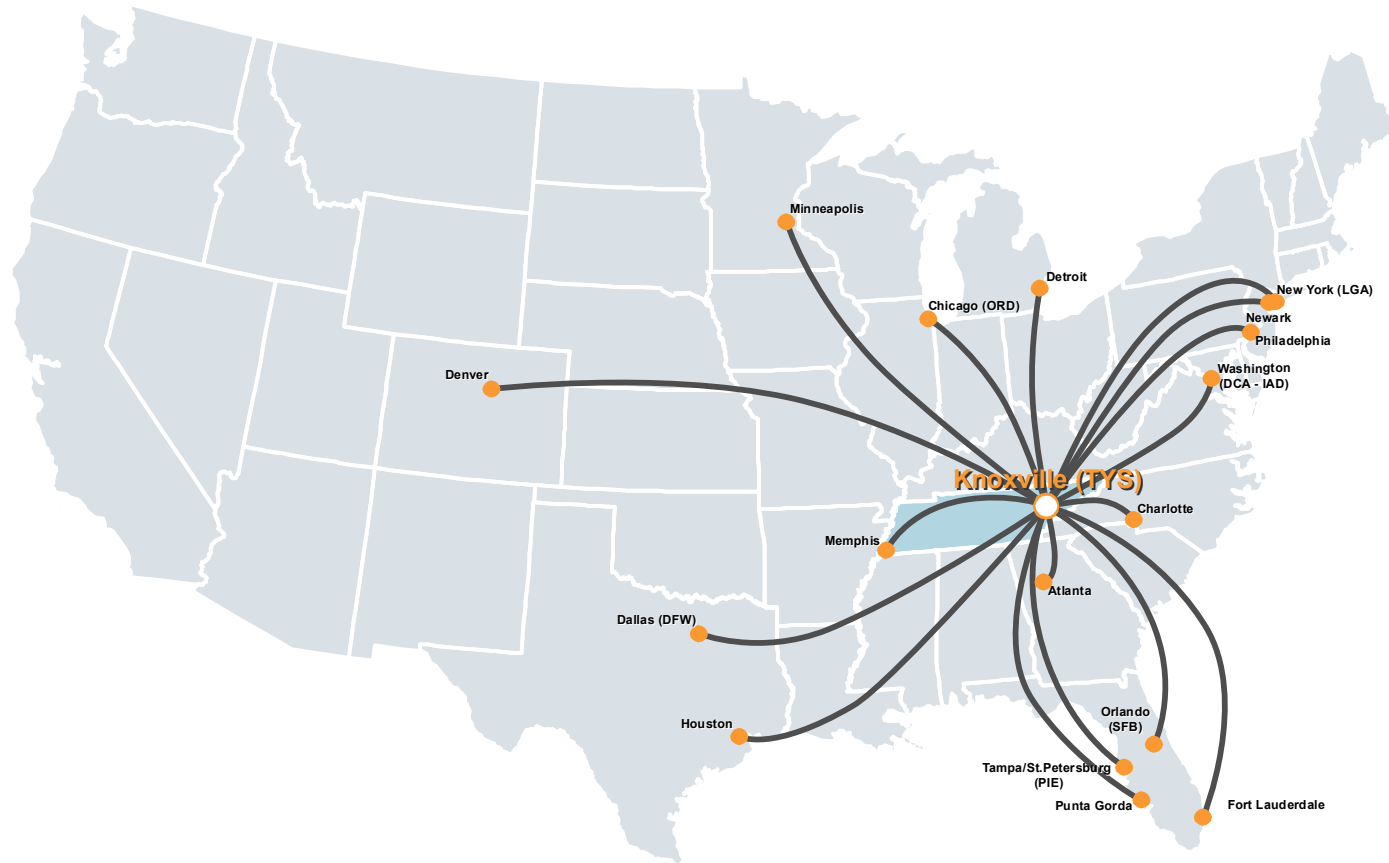 Minneapolis
Detroit
New York (LGA)
Chicago (ORD)
Newark
Philadelphia
Denver
Washington
(DCA - IAD)
Knoxville (TYS)
Charlotte
Memphis
Atlanta
Dallas (DFW)
Orlando
(SFB)
Houston
Tampa/St.Petersburg
(PIE)
Punta Gorda
Fort Lauderdale